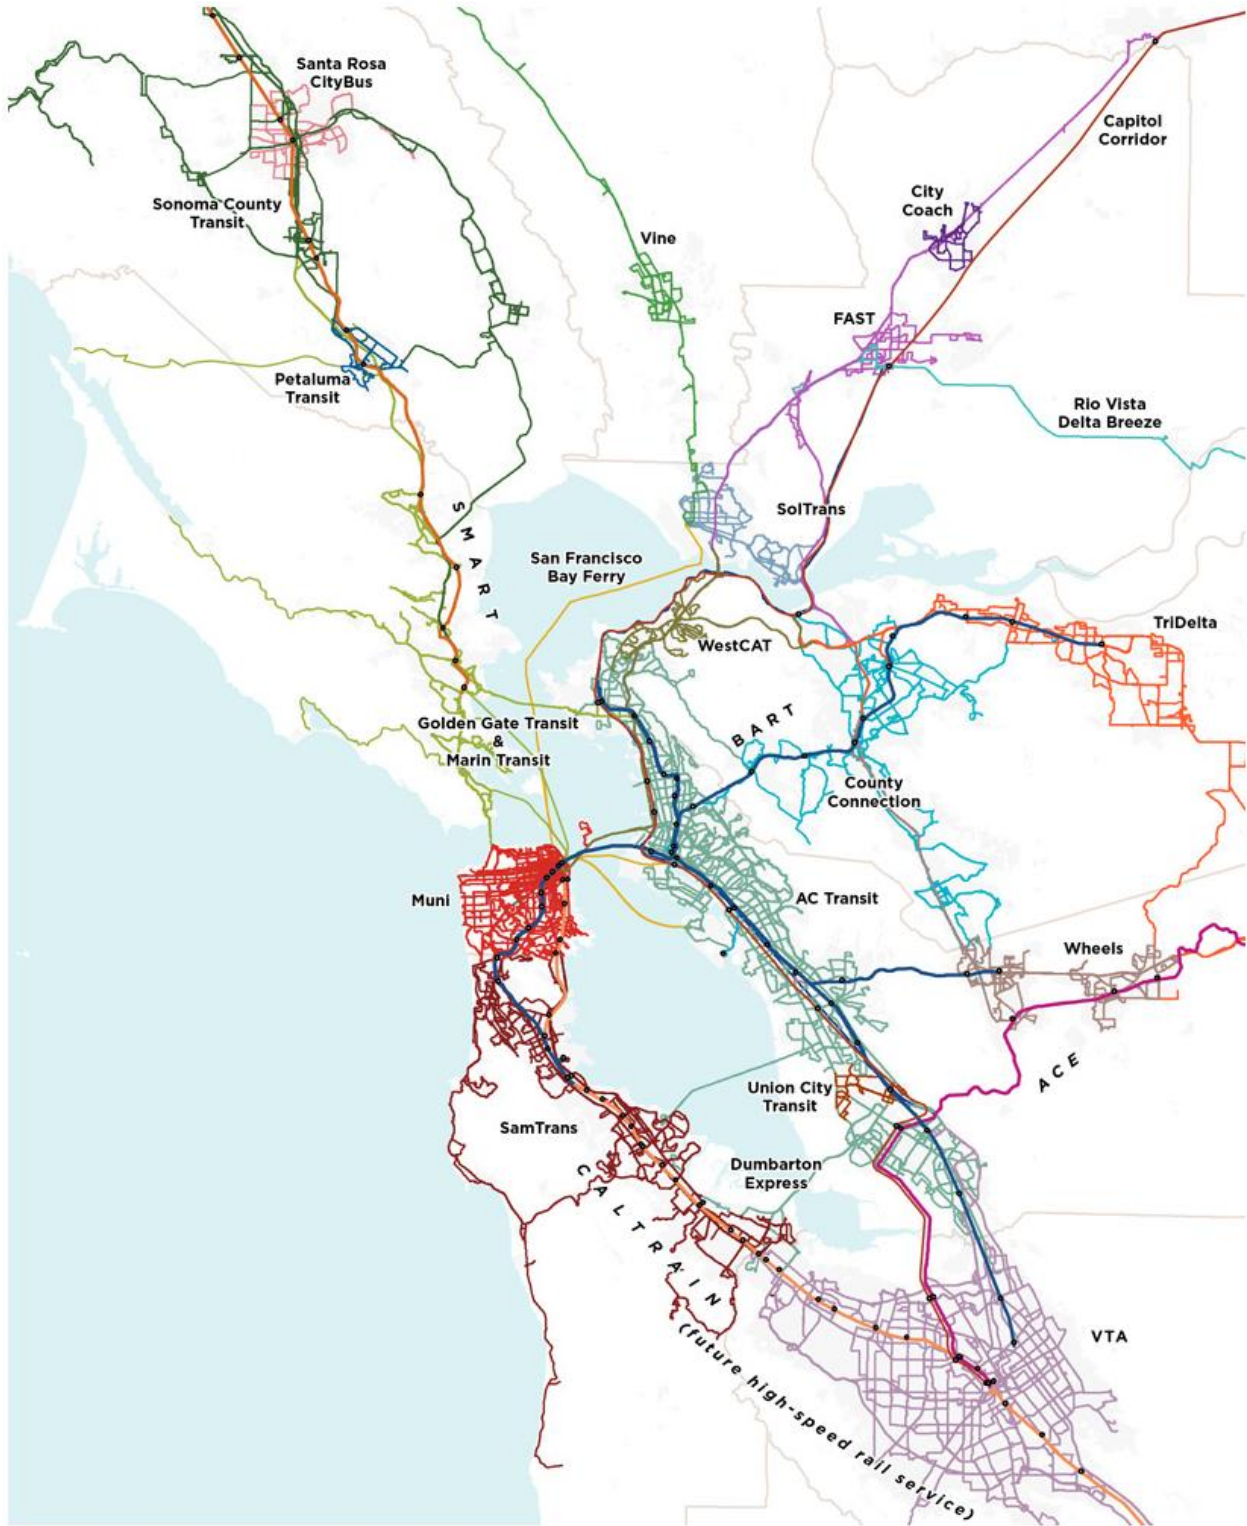 Santa Rosa
CityBus
Capitol
Corridor
Sonoma County
Transit
City
Coach
Vine
FAST
Petaluma
Transit
Rio Vista
Delta Breeze
SMART
SolTrans
San Francisco
Bay Ferry
WestCAT
TriDelta
Golden Gate Transit
&
Marin Transit
BART
County
Connection
Muni
AC Transit
Wheels
ACE
Union City
Transit
SamTrans
Dumbarton
Express
CALTRAIN
(future high-speed rail service)
VTA